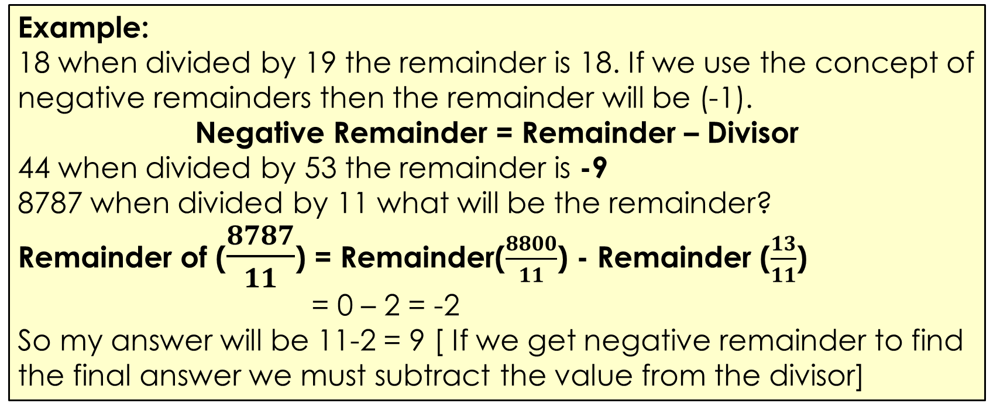 Example:
18 when divided by 19 the remainder is 18. If we use the concept of
negative remainders then the remainder will be (-1).
Negative Remainder = Remainder – Divisor
44 when divided by 53 the remainder is -9
8787 when divided by 11 what will be the remainder?
Remainder of (8787/11) = Remainder(8800/11) - Remainder (13/11)
= 0 – 2 = -2
So my answer will be 11-2 = 9 [ If we get negative remainder to find
the final answer we must subtract the value from the divisor]